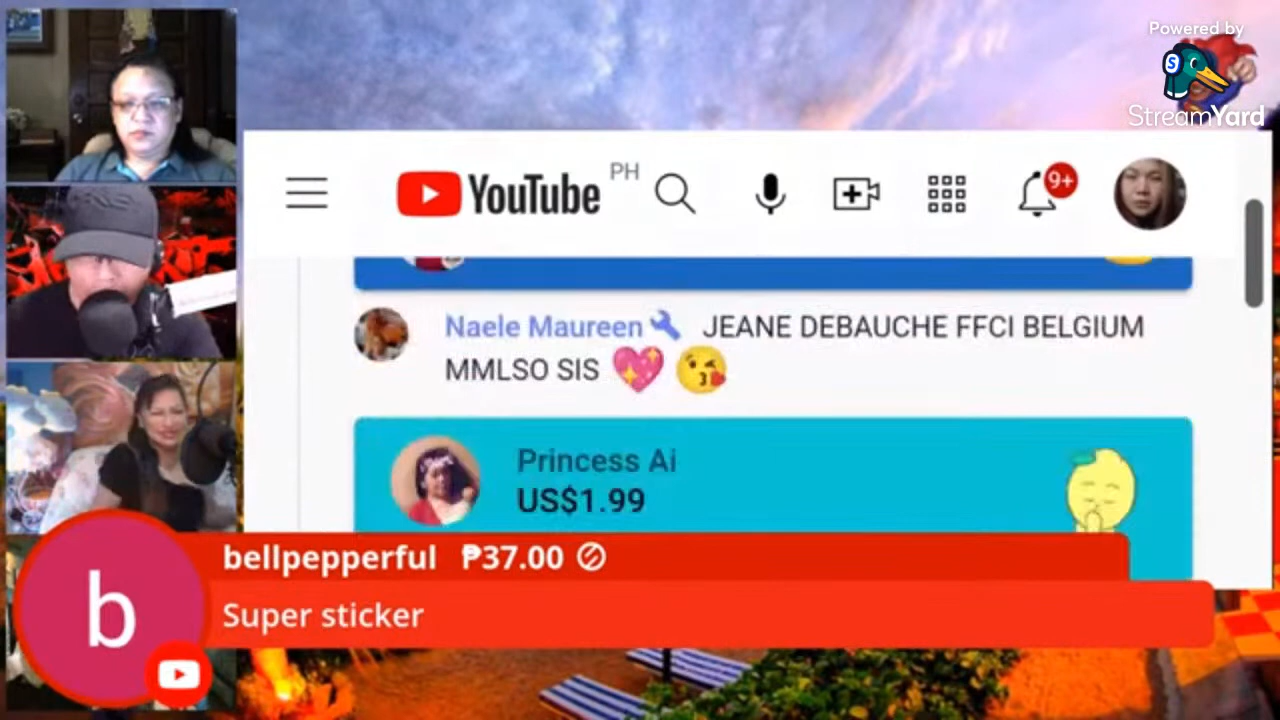 Powered by
StreamYard
YouTube PH
9+
Naele Maureen JEANE DEBAUCHE FFCI BELGIUM
MMLSO SIS
Princess Ai
US$1.99
bellpepperful ₱37.00
Super sticker
b